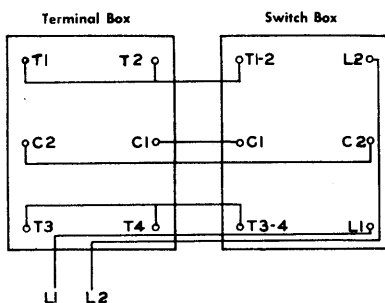 Terminal Box Switch Box
T1 T2 T1-2 L2
C2 C1 C1 C2
T3 T4 T3-4 L1
L1 L2